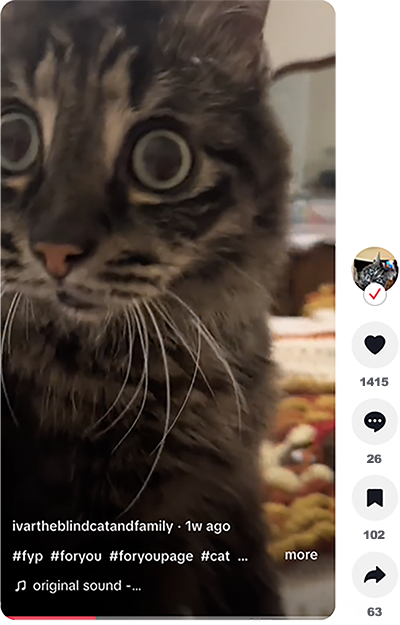 ivartheblindcatandfamily · 1w ago
#fyp #foryou #foryoupage #cat ... more
original sound -...
1415
26
102
63